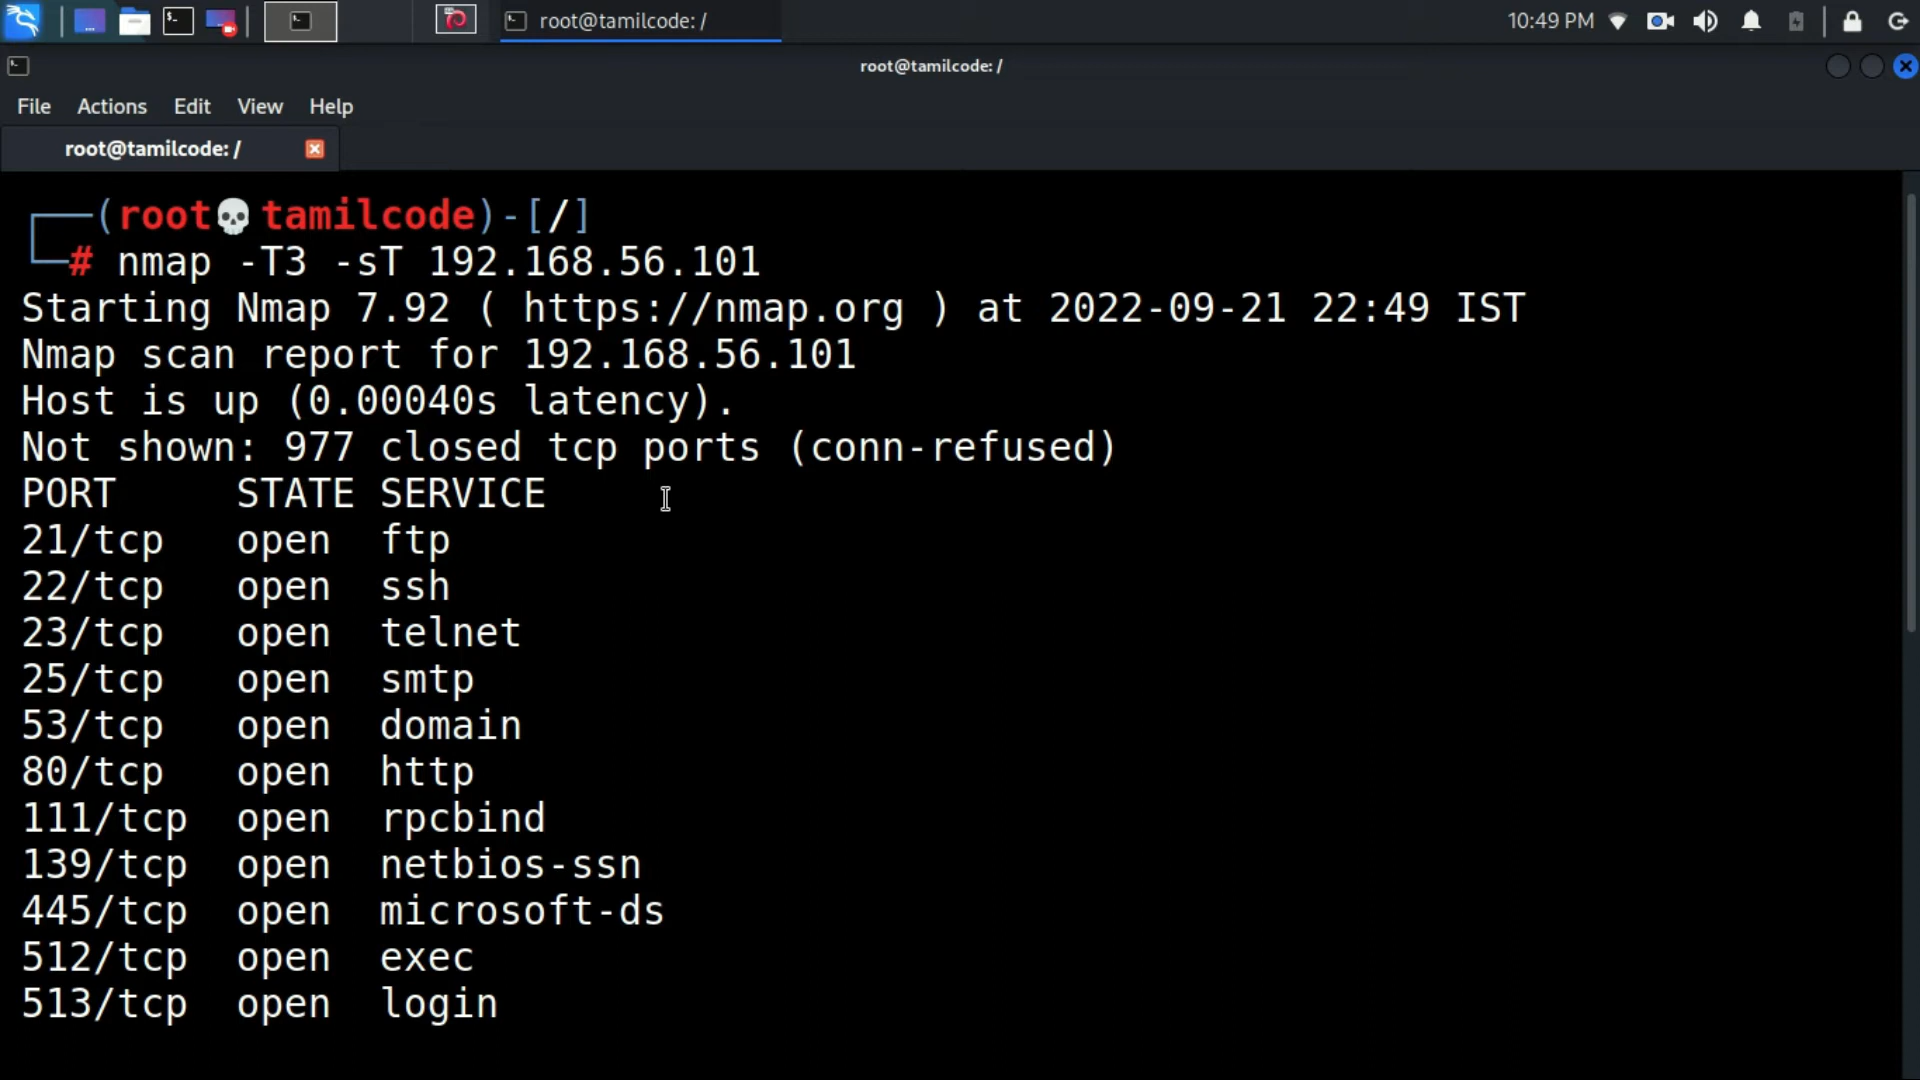 root@tamilcode: /
10:49 PM
root@tamilcode: /
File Actions Edit View Help
root@tamilcode: /
(root💀tamilcode)-[/]
# nmap -T3 -sT 192.168.56.101
Starting Nmap 7.92 ( https://nmap.org ) at 2022-09-21 22:49 IST
Nmap scan report for 192.168.56.101
Host is up (0.00040s latency).
Not shown: 977 closed tcp ports (conn-refused)
PORT STATE SERVICE
21/tcp open ftp
22/tcp open ssh
23/tcp open telnet
25/tcp open smtp
53/tcp open domain
80/tcp open http
111/tcp open rpcbind
139/tcp open netbios-ssn
445/tcp open microsoft-ds
512/tcp open exec
513/tcp open login